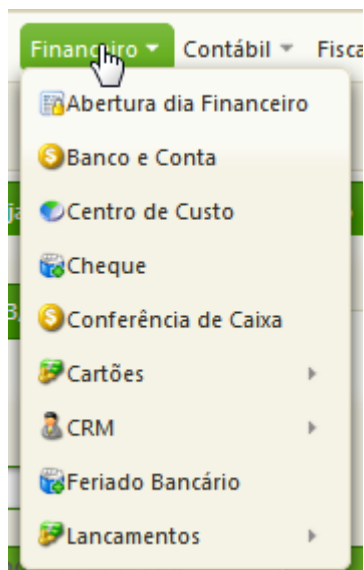 Financeiro Contábil Fisca
Abertura dia Financeiro
Banco e Conta
Centro de Custo
Cheque
Conferência de Caixa
Cartões
CRM
Feriado Bancário
Lancamentos